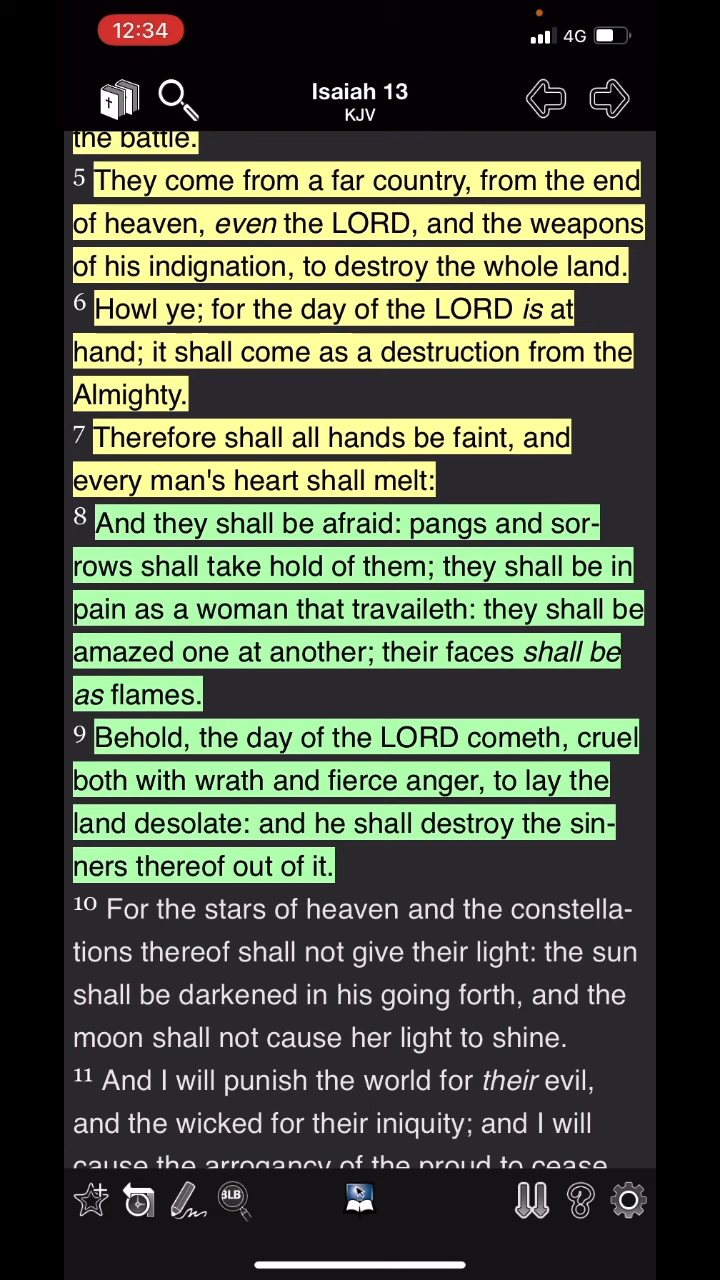 12:34
4G
Isaiah 13
KJV
the battle.
5 They come from a far country, from the end
of heaven, even the LORD, and the weapons
of his indignation, to destroy the whole land.
6 Howl ye; for the day of the LORD is at
hand; it shall come as a destruction from the
Almighty.
7 Therefore shall all hands be faint, and
every man's heart shall melt:
8 And they shall be afraid: pangs and sor-
rows shall take hold of them; they shall be in
pain as a woman that travaileth: they shall be
amazed one at another; their faces shall be
as flames.
9 Behold, the day of the LORD cometh, cruel
both with wrath and fierce anger, to lay the
land desolate: and he shall destroy the sin-
ners thereof out of it.
10 For the stars of heaven and the constella-
tions thereof shall not give their light: the sun
shall be darkened in his going forth, and the
moon shall not cause her light to shine.
11 And I will punish the world for their evil,
and the wicked for their iniquity; and I will
cause the arrogancy of the proud to cease
BLB